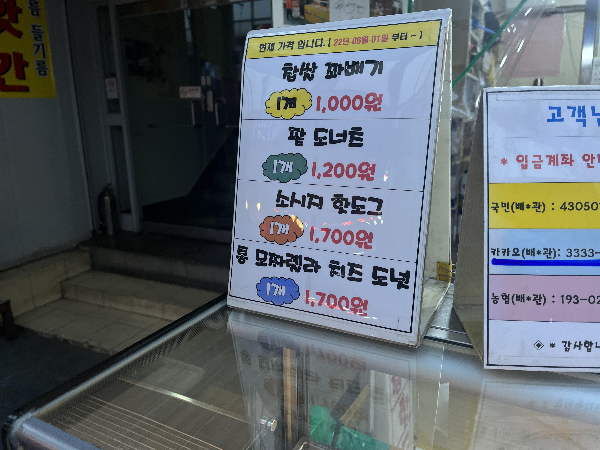 름 들기름
현재 가격 입니다. ( 22년 05월 01일 부터 ~ )
찹쌀 꽈배기
1개 1,000원
팥 도너츠
1개 1,200원
소시지 핫도그
1개 1,700원
통 모짜렐라 치즈 도넛
1개 1,700원
고객님
* 입금계좌 안
국민(배*관) : 43050
카카오(배*관): 3333-
농협(배*관) : 193-02
* 감사합니